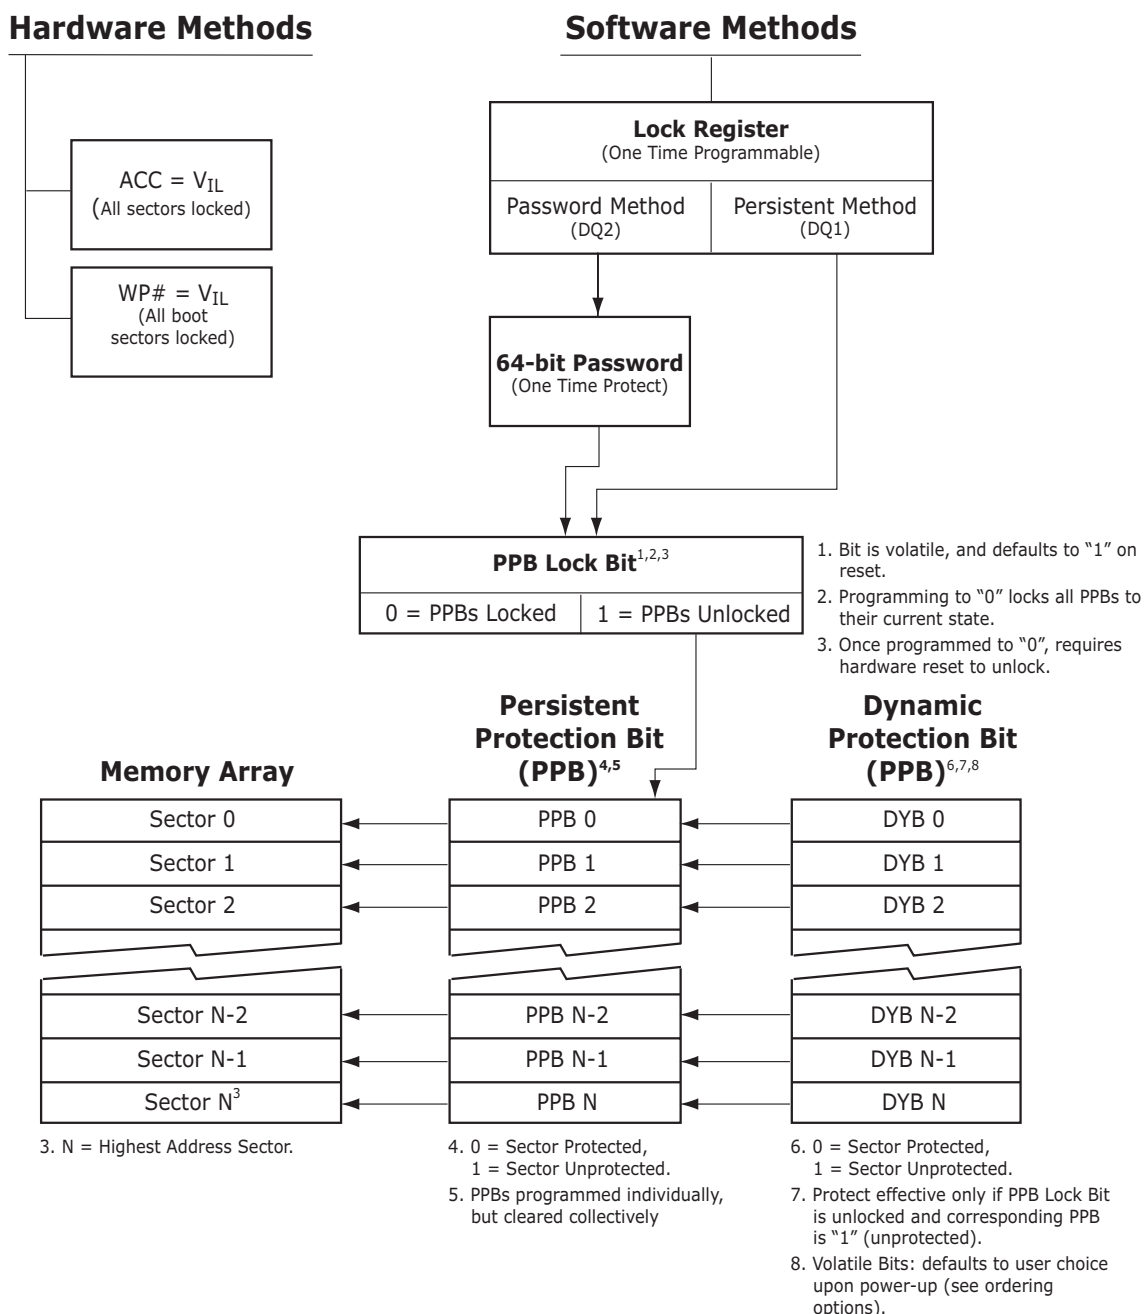 Hardware Methods
Software Methods
ACC = VIL
(All sectors locked)
WP# = VIL
(All boot
sectors locked)
Lock Register
(One Time Programmable)
Password Method
(DQ2)
Persistent Method
(DQ1)
64-bit Password
(One Time Protect)
PPB Lock Bit1,2,3
0 = PPBs Locked
1 = PPBs Unlocked
1. Bit is volatile, and defaults to “1” on
reset.
2. Programming to “0” locks all PPBs to
their current state.
3. Once programmed to “0”, requires
hardware reset to unlock.
Memory Array
Persistent
Protection Bit
(PPB)4,5
Dynamic
Protection Bit
(PPB)6,7,8
Sector 0
PPB 0
DYB 0
Sector 1
PPB 1
DYB 1
Sector 2
PPB 2
DYB 2
Sector N-2
PPB N-2
DYB N-2
Sector N-1
PPB N-1
DYB N-1
Sector N3
PPB N
DYB N
3. N = Highest Address Sector.
4. 0 = Sector Protected,
1 = Sector Unprotected.
5. PPBs programmed individually,
but cleared collectively
6. 0 = Sector Protected,
1 = Sector Unprotected.
7. Protect effective only if PPB Lock Bit
is unlocked and corresponding PPB
is “1” (unprotected).
8. Volatile Bits: defaults to user choice
upon power-up (see ordering
options).